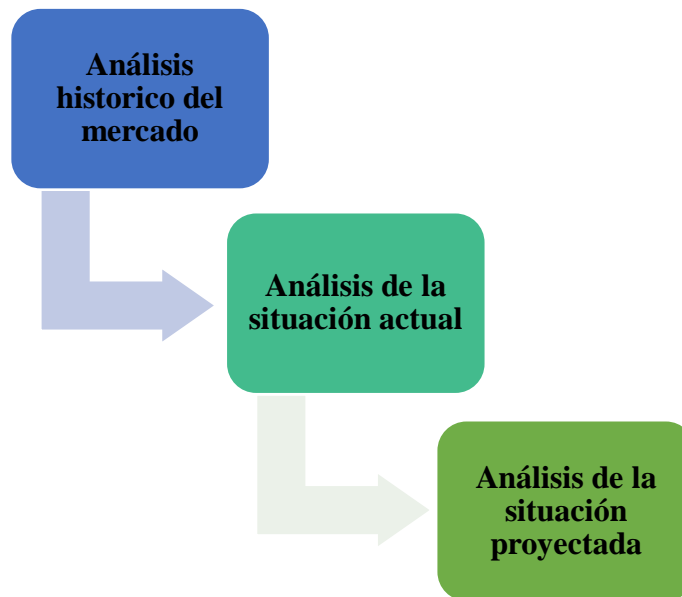 Análisis
historico del
mercado
Análisis de la
situación actual
Análisis de la
situación
proyectada